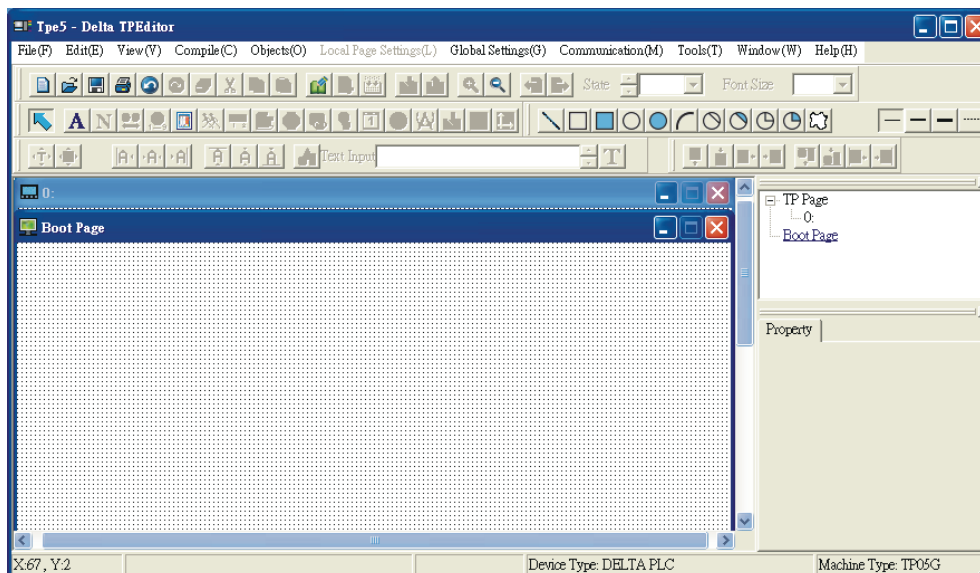 Tpe5 - Delta TPEditor
File(F) Edit(E) View(V) Compile(C) Objects(O) Local Page Settings(L) Global Settings(G) Communication(M) Tools(T) Window(W) Help(H)
State Font Size
A N 1
T A A A A A A Text Input T
0:
TP Page
0:
Boot Page
Boot Page
Property
X:67, Y:2 Device Type: DELTA PLC Machine Type: TP05G